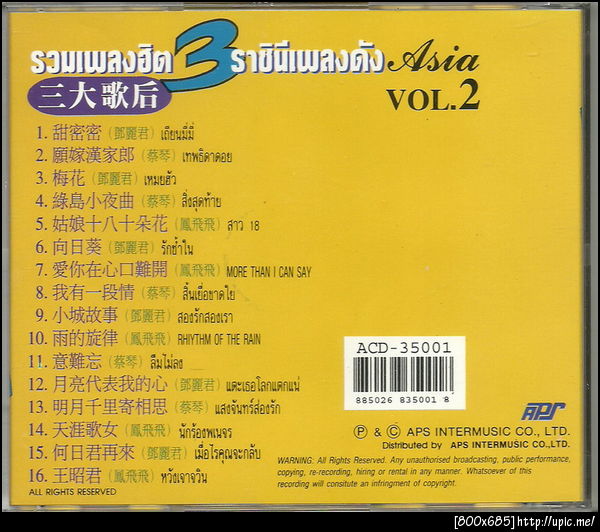 รวมเพลงฮิต 3 ราชินีเพลงดัง Asia
三大歌后 VOL.2
1. 甜密密 (鄧麗君) เถียนมี่มี่
2. 願嫁漢家郎 (蔡琴) เทพธิดาดอย
3. 梅花 (鄧麗君) เหมยฮัว
4. 綠島小夜曲 (蔡琴) สิ่งสุดท้าย
5. 姑娘十八十朵花 (鳳飛飛) สาว 18
6. 向日葵 (鄧麗君) รักช้ำใน
7. 愛你在心口難開 (鳳飛飛) MORE THAN I CAN SAY
8. 我有一段情 (蔡琴) สิ้นเยื่อขาดใย
9. 小城故事 (鄧麗君) สองรักสองเรา
10. 雨的旋律 (鳳飛飛) RHIYTHM OF THE RAIN
11. 意難忘 (蔡琴) ลืมไม่ลง
12. 月亮代表我的心 (鄧麗君) แดะเธอโลกแดกแน่
13. 明月千里寄相思 (蔡琴) แสงจันทร์ส่องรัก
14. 天涯歌女 (鳳飛飛) นักร้องพเนจร
15. 何日君再來 (鄧麗君) เมื่อไรคุณจะกลับ
16. 王昭君 (鳳飛飛) หวังเจาจวิน
ALL RIGHTS RESERVED
ACD-35001
885026 835001 8
APS
Ⓟ & Ⓒ APS INTERMUSIC CO., LTD.
Distributed by APS INTERMUSIC CO.,LTD.
WARNING: All Rights Reserved. Any unauthorised broadcasting, public performance,
copying, re-recording, hiring or rental in any manner. Whatsoever of this
recording will consitute an infringment of copyright.
[800x685]http://upic.me/